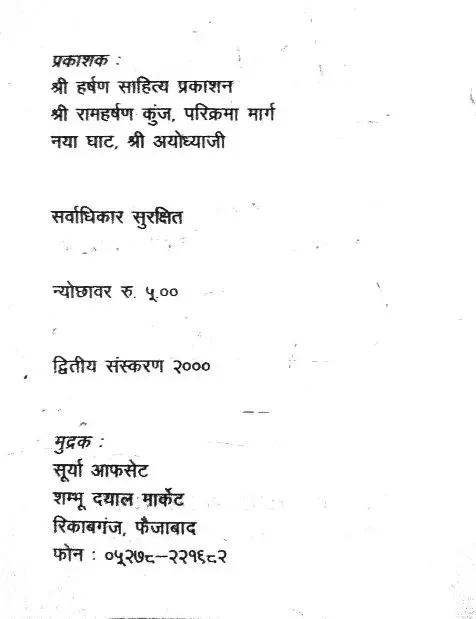 प्रकाशक :
श्री हर्षण साहित्य प्रकाशन
श्री रामहर्षण कुंज, परिक्रमा मार्ग
नया घाट, श्री अयोध्याजी
सर्वाधिकार सुरक्षित
न्योछावर रु. ५.००
द्वितीय संस्करण २०००
मुद्रक :
सूर्या आफसेट
शम्भू दयाल मार्केट
रिकाबगंज, फैजाबाद
फोन : ०५२७८–२२१६८२